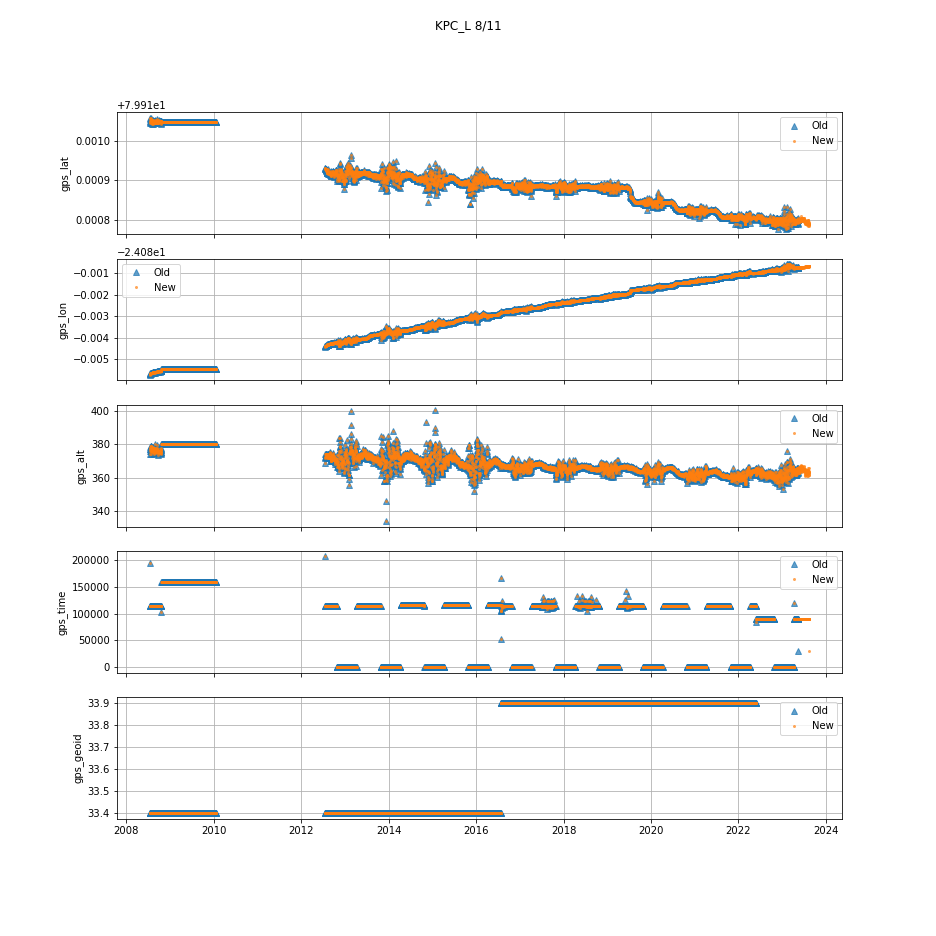 KPC_L 8/11
+7.991e1
0.0010
0.0009
0.0008
gps_lat
Old
New
−2.408e1
−0.001
−0.002
−0.003
−0.004
−0.005
gps_lon
Old
New
400
380
360
340
gps_alt
Old
New
200000
150000
100000
50000
0
gps_time
Old
New
33.9
33.8
33.7
33.6
33.5
33.4
gps_geoid
Old
New
2008 2010 2012 2014 2016 2018 2020 2022 2024